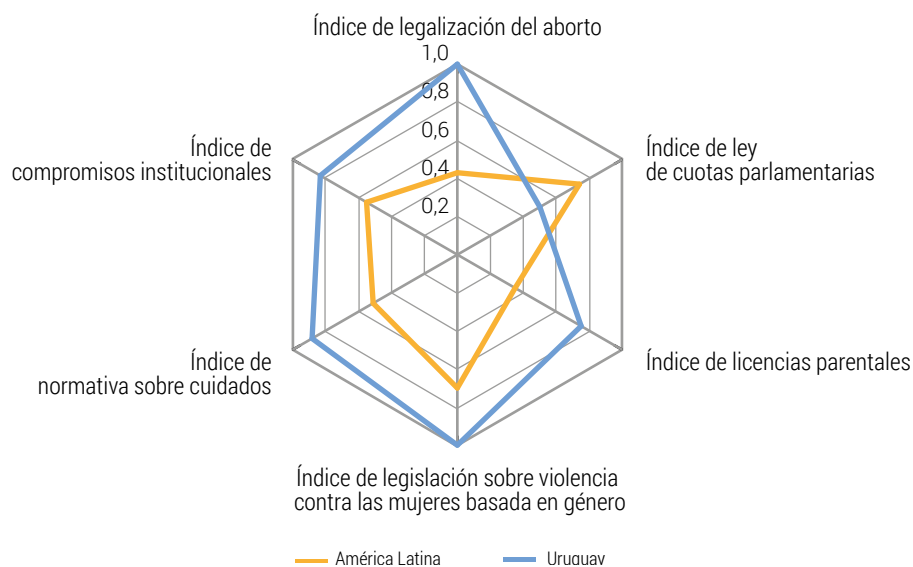 Índice de legalización del aborto
1,0
0,8
0,6
0,4
0,2
Índice de ley
de cuotas parlamentarias
Índice de licencias parentales
Índice de legislación sobre violencia
contra las mujeres basada en género
Índice de
normativa sobre cuidados
Índice de
compromisos institucionales
América Latina
Uruguay